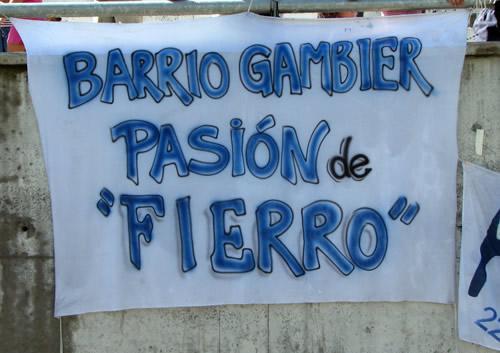 BARRIO GAMBIER
PASIÓN de
"FIERRO"